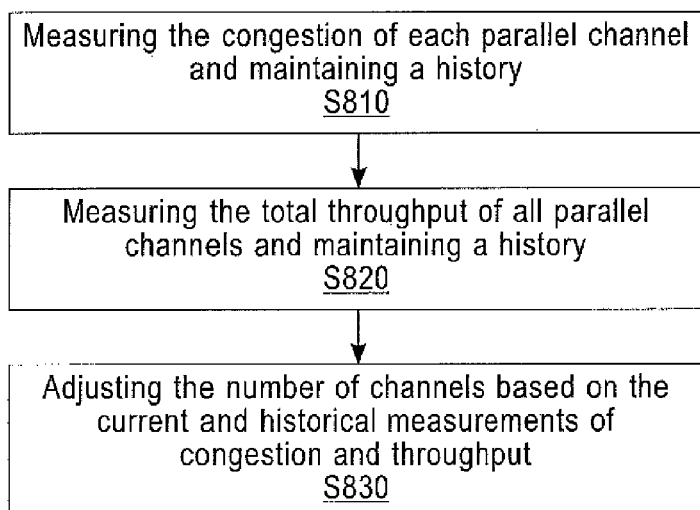 Measuring the congestion of each parallel channel
and maintaining a history
S810
Measuring the total throughput of all parallel
channels and maintaining a history
S820
Adjusting the number of channels based on the
current and historical measurements of
congestion and throughput
S830